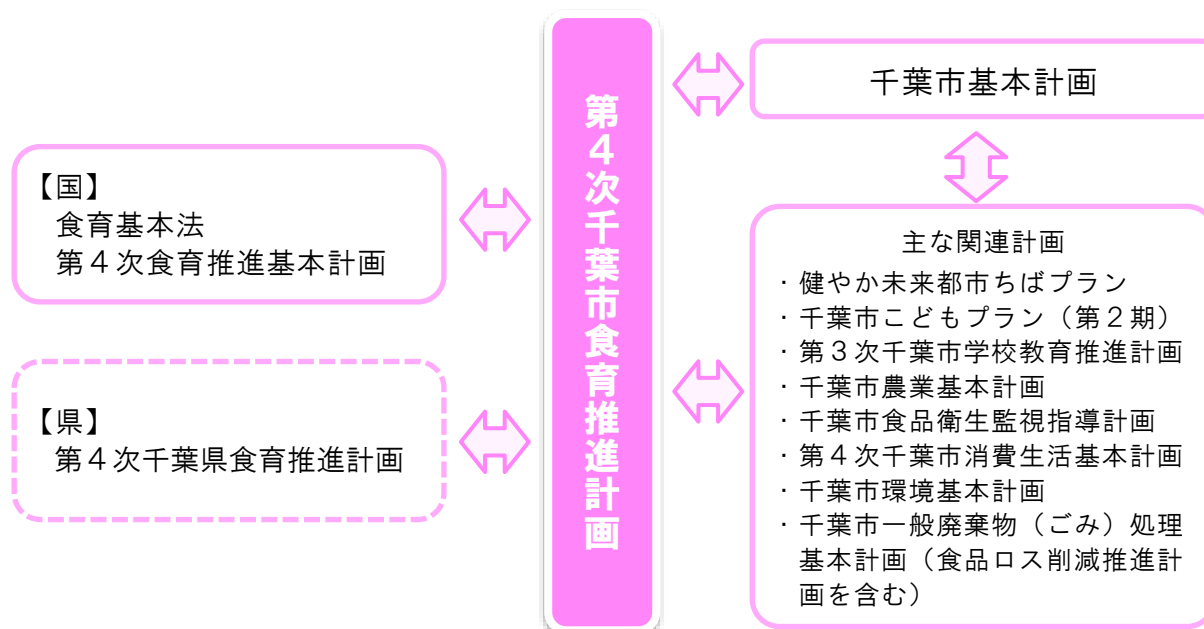 【国】
食育基本法
第４次食育推進基本計画
【県】
第４次千葉県食育推進計画
第４次千葉市食育推進計画
千葉市基本計画
主な関連計画
・健やか未来都市ちばプラン
・千葉市こどもプラン（第２期）
・第３次千葉市学校教育推進計画
・千葉市農業基本計画
・千葉市食品衛生監視指導計画
・第４次千葉市消費生活基本計画
・千葉市環境基本計画
・千葉市一般廃棄物（ごみ）処理
基本計画（食品ロス削減推進計
画を含む）